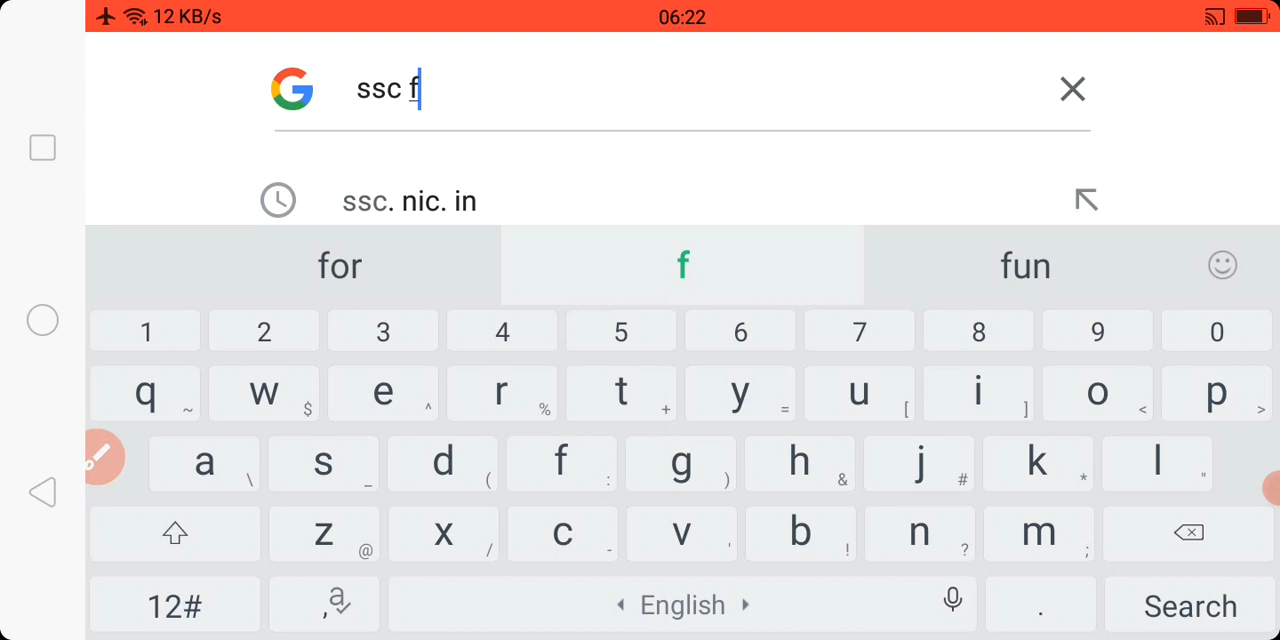 12 KB/s 06:22
ssc f
ssc. nic. in
for f fun
1 2 3 4 5 6 7 8 9 0
q ~ w $ e ^ r % t + y = u [ i ] o < p >
a \ s _ d ( f : g ) h & j # k * l "
z @ x / c - v ' b ! n ? m ;
12# ,a English . Search